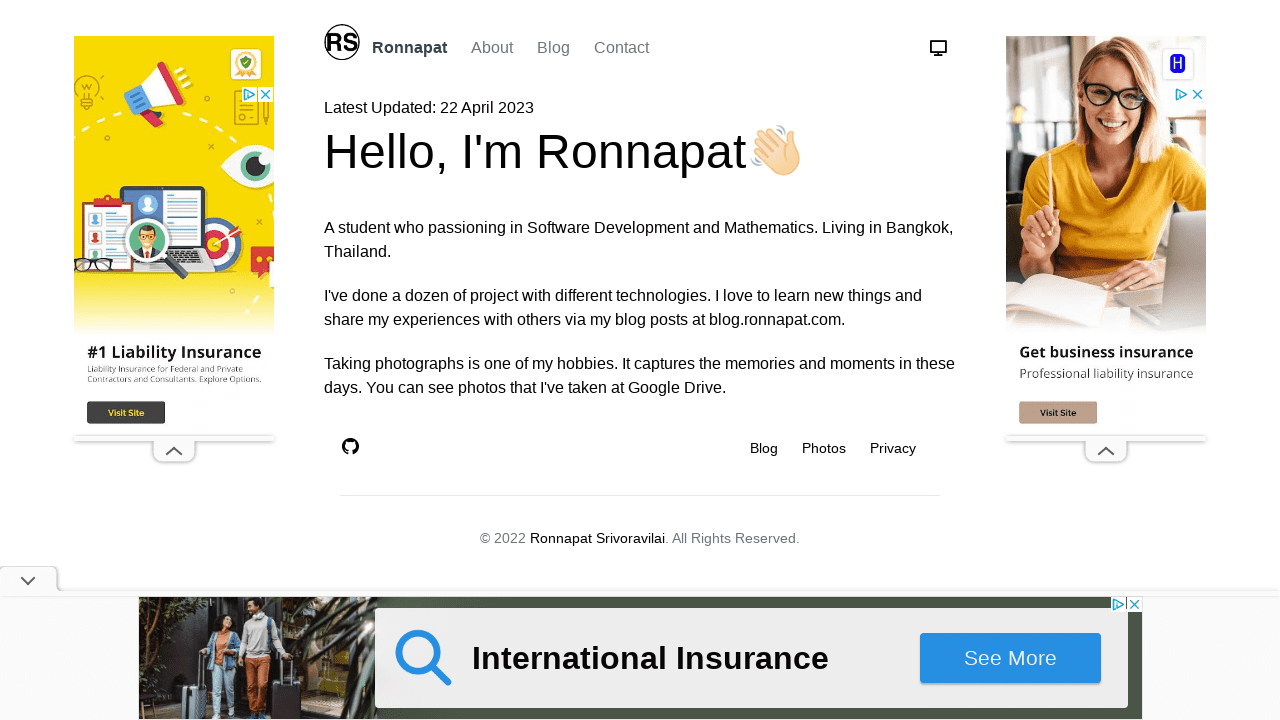 RS
Ronnapat About Blog Contact
Latest Updated: 22 April 2023
Hello, I'm Ronnapat
A student who passioning in Software Development and Mathematics. Living in Bangkok,
Thailand.
I've done a dozen of project with different technologies. I love to learn new things and
share my experiences with others via my blog posts at blog.ronnapat.com.
Taking photographs is one of my hobbies. It captures the memories and moments in these
days. You can see photos that I've taken at Google Drive.
Blog Photos Privacy
© 2022 Ronnapat Srivoravilai. All Rights Reserved.
#1 Liability Insurance
Liability Insurance for Federal and Private
Contractors and Consultants. Explore Options.
Visit Site
H
Get business insurance
Professional liability insurance
Visit Site
International Insurance
See More